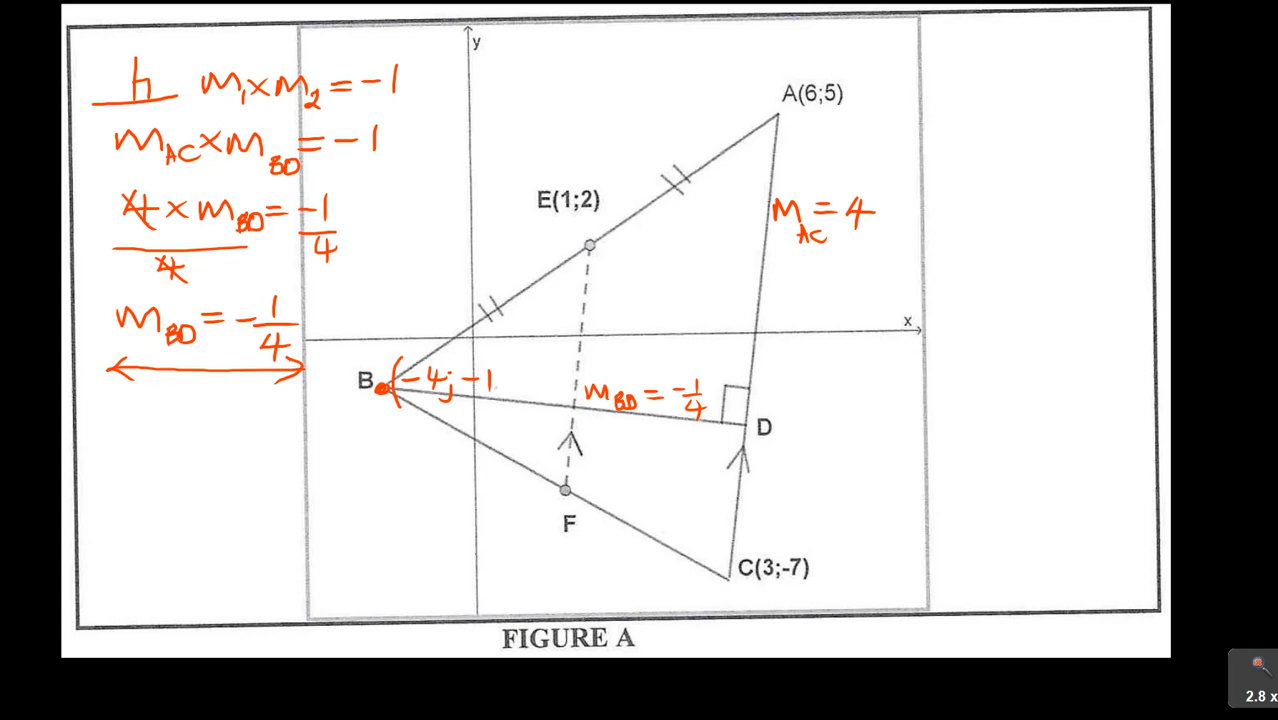 h m₁ × m₂ = -1
m_AC × m_BD = -1
4 × m_BD = -1
4 4
m_BD = -1/4
y
A(6;5)
E(1;2)
m_AC = 4
x
B (-4;-1
m_BD = -1/4
D
F
C(3;-7)
FIGURE A
2.8 x